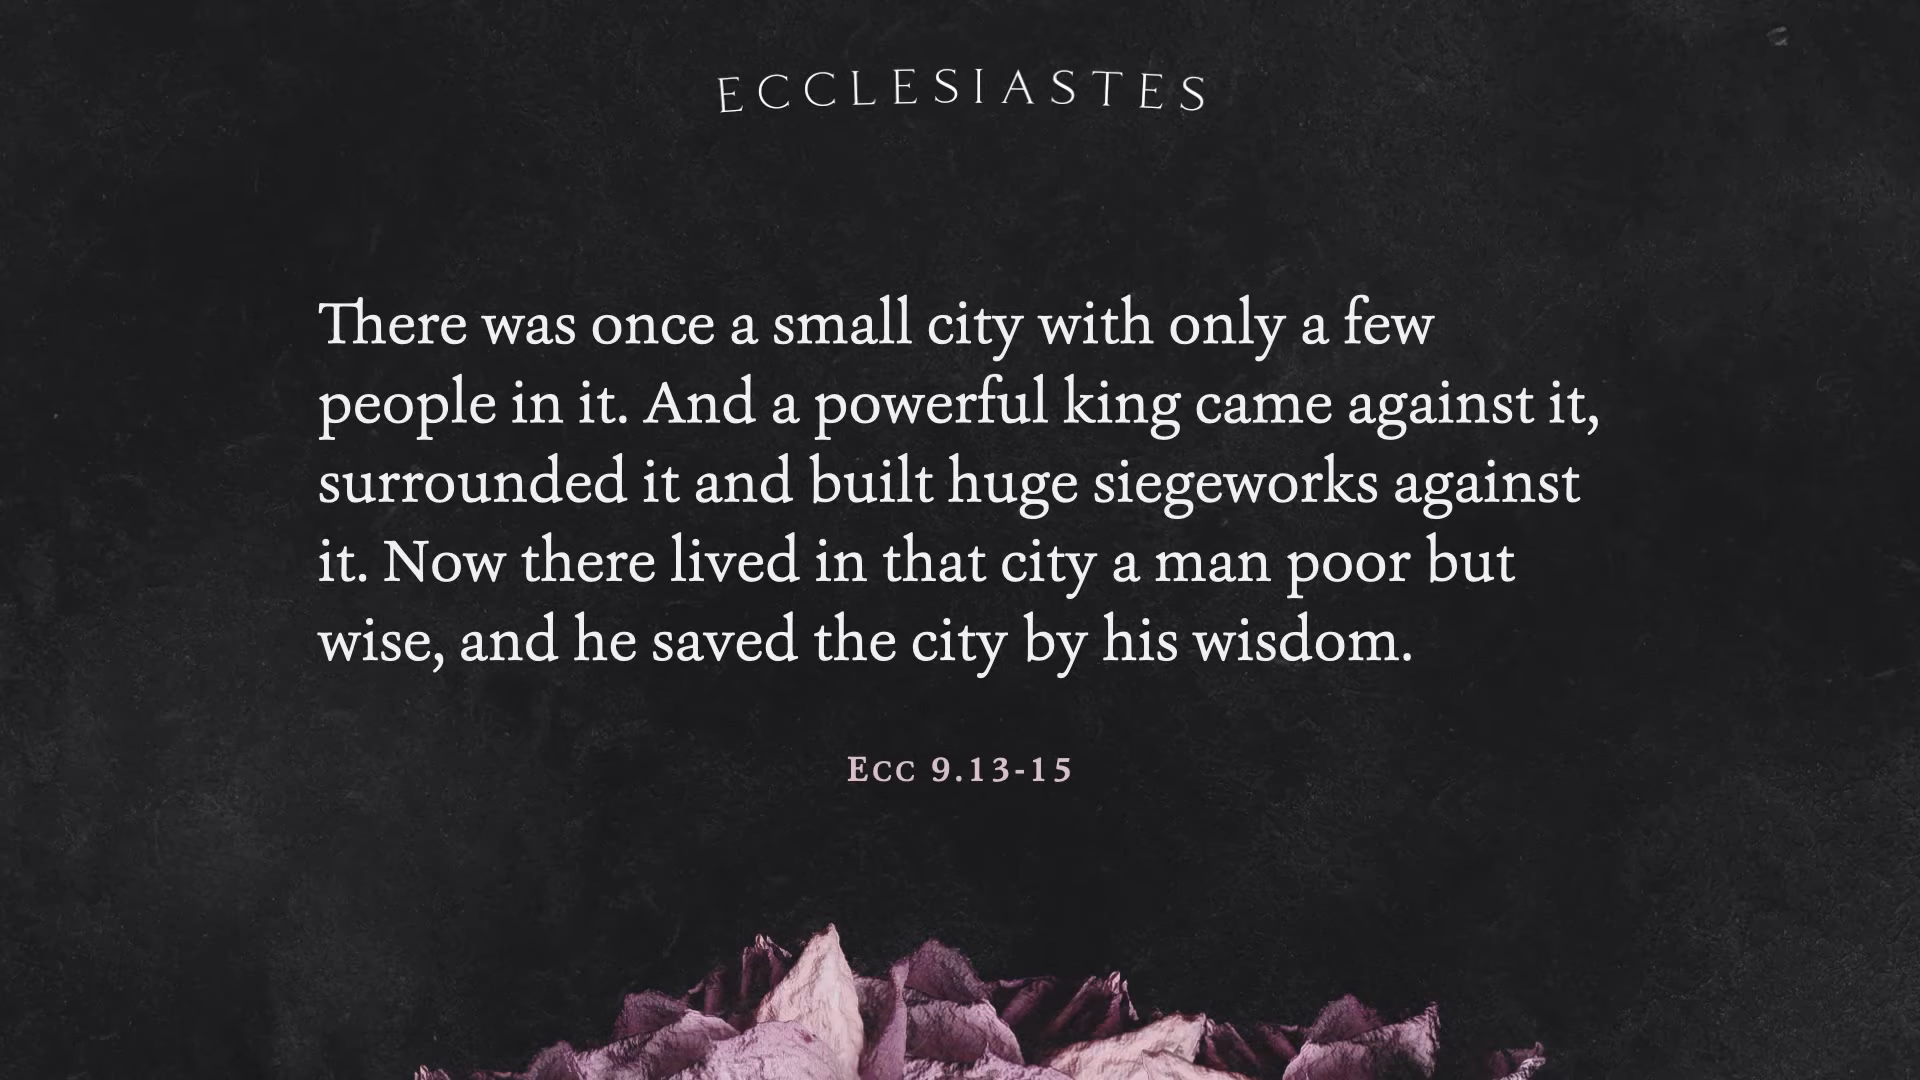 ECCLESIASTES
There was once a small city with only a few
people in it. And a powerful king came against it,
surrounded it and built huge siegeworks against
it. Now there lived in that city a man poor but
wise, and he saved the city by his wisdom.
Ecc 9.13-15